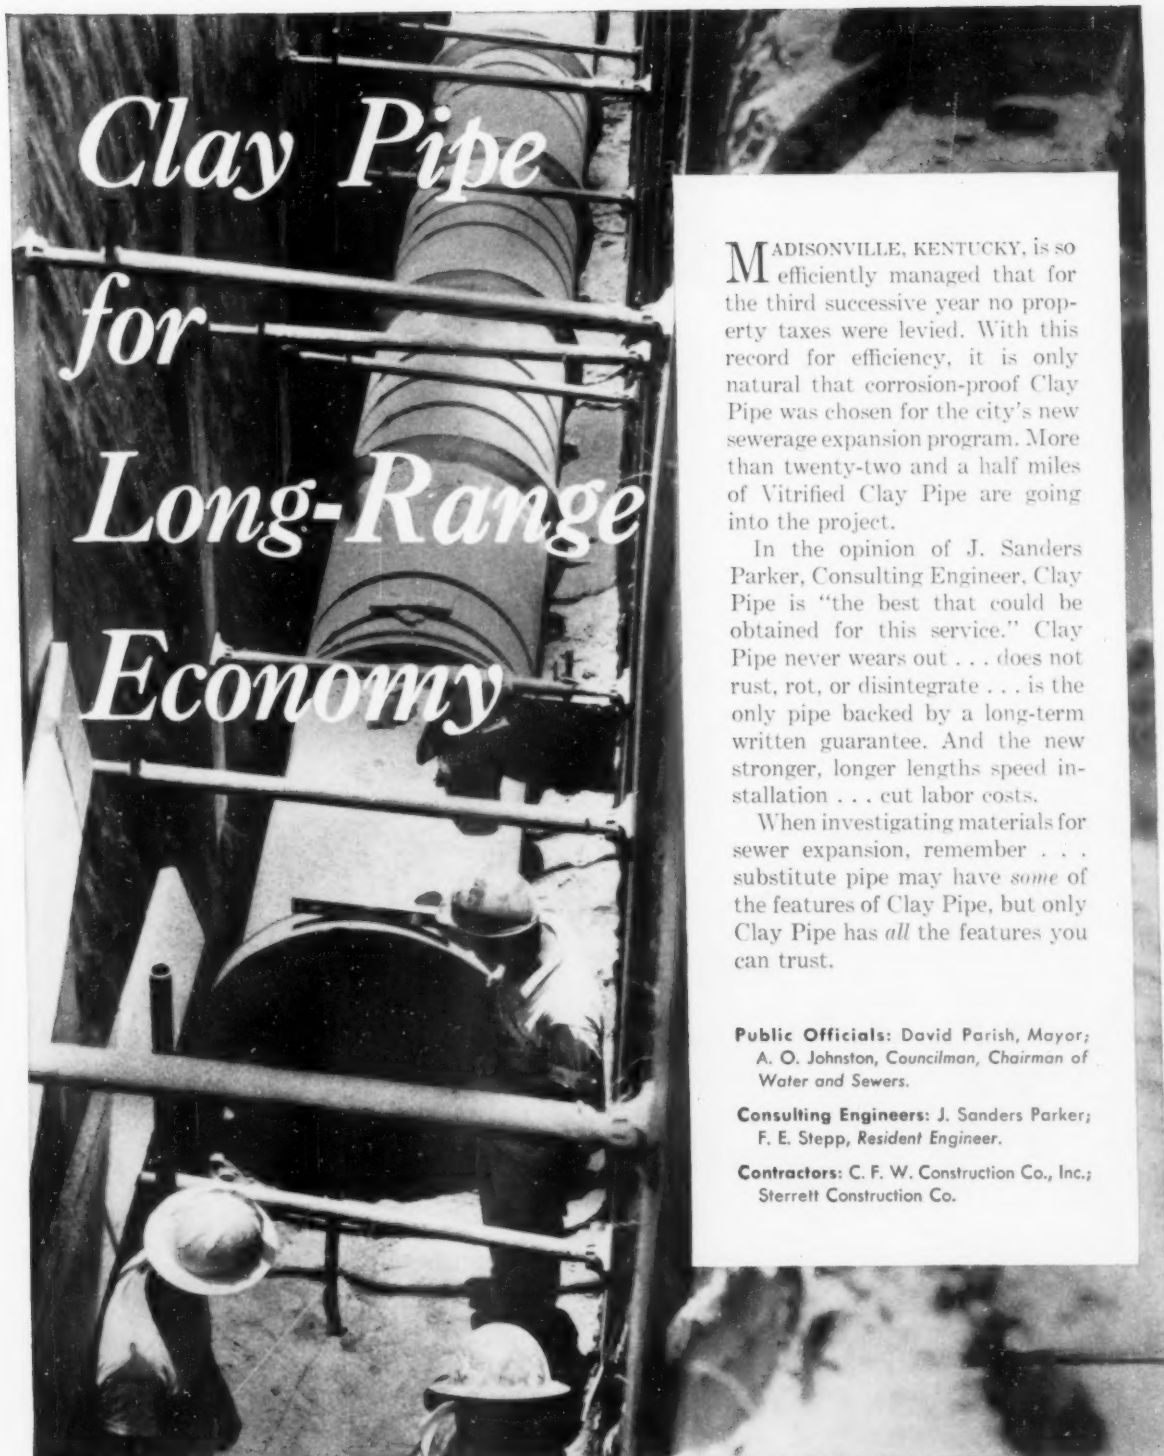 Clay Pipe
for
Long-Range
Economy
MADISONVILLE, KENTUCKY, is so
efficiently managed that for
the third successive year no prop-
erty taxes were levied. With this
record for efficiency, it is only
natural that corrosion-proof Clay
Pipe was chosen for the city's new
sewerage expansion program. More
than twenty-two and a half miles
of Vitrified Clay Pipe are going
into the project.
In the opinion of J. Sanders
Parker, Consulting Engineer, Clay
Pipe is “the best that could be
obtained for this service.” Clay
Pipe never wears out . . . does not
rust, rot, or disintegrate . . . is the
only pipe backed by a long-term
written guarantee. And the new
stronger, longer lengths speed in-
stallation . . . cut labor costs.
When investigating materials for
sewer expansion, remember . . .
substitute pipe may have some of
the features of Clay Pipe, but only
Clay Pipe has all the features you
can trust.
Public Officials: David Parish, Mayor;
A. O. Johnston, Councilman, Chairman of
Water and Sewers.
Consulting Engineers: J. Sanders Parker;
F. E. Stepp, Resident Engineer.
Contractors: C. F. W. Construction Co., Inc.;
Sterrett Construction Co.